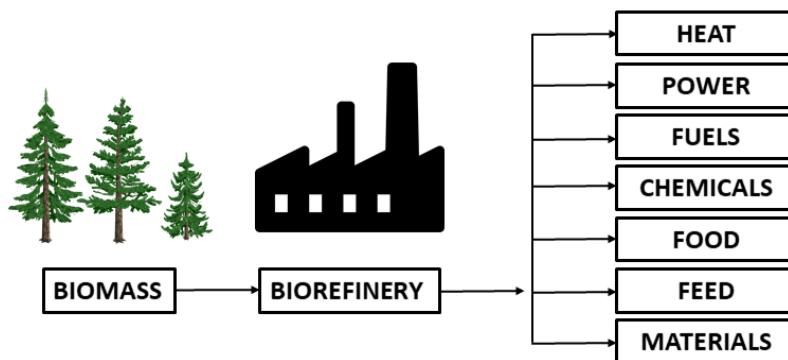 HEAT
POWER
FUELS
CHEMICALS
FOOD
BIOMASS
BIOREFINERY
FEED
MATERIALS